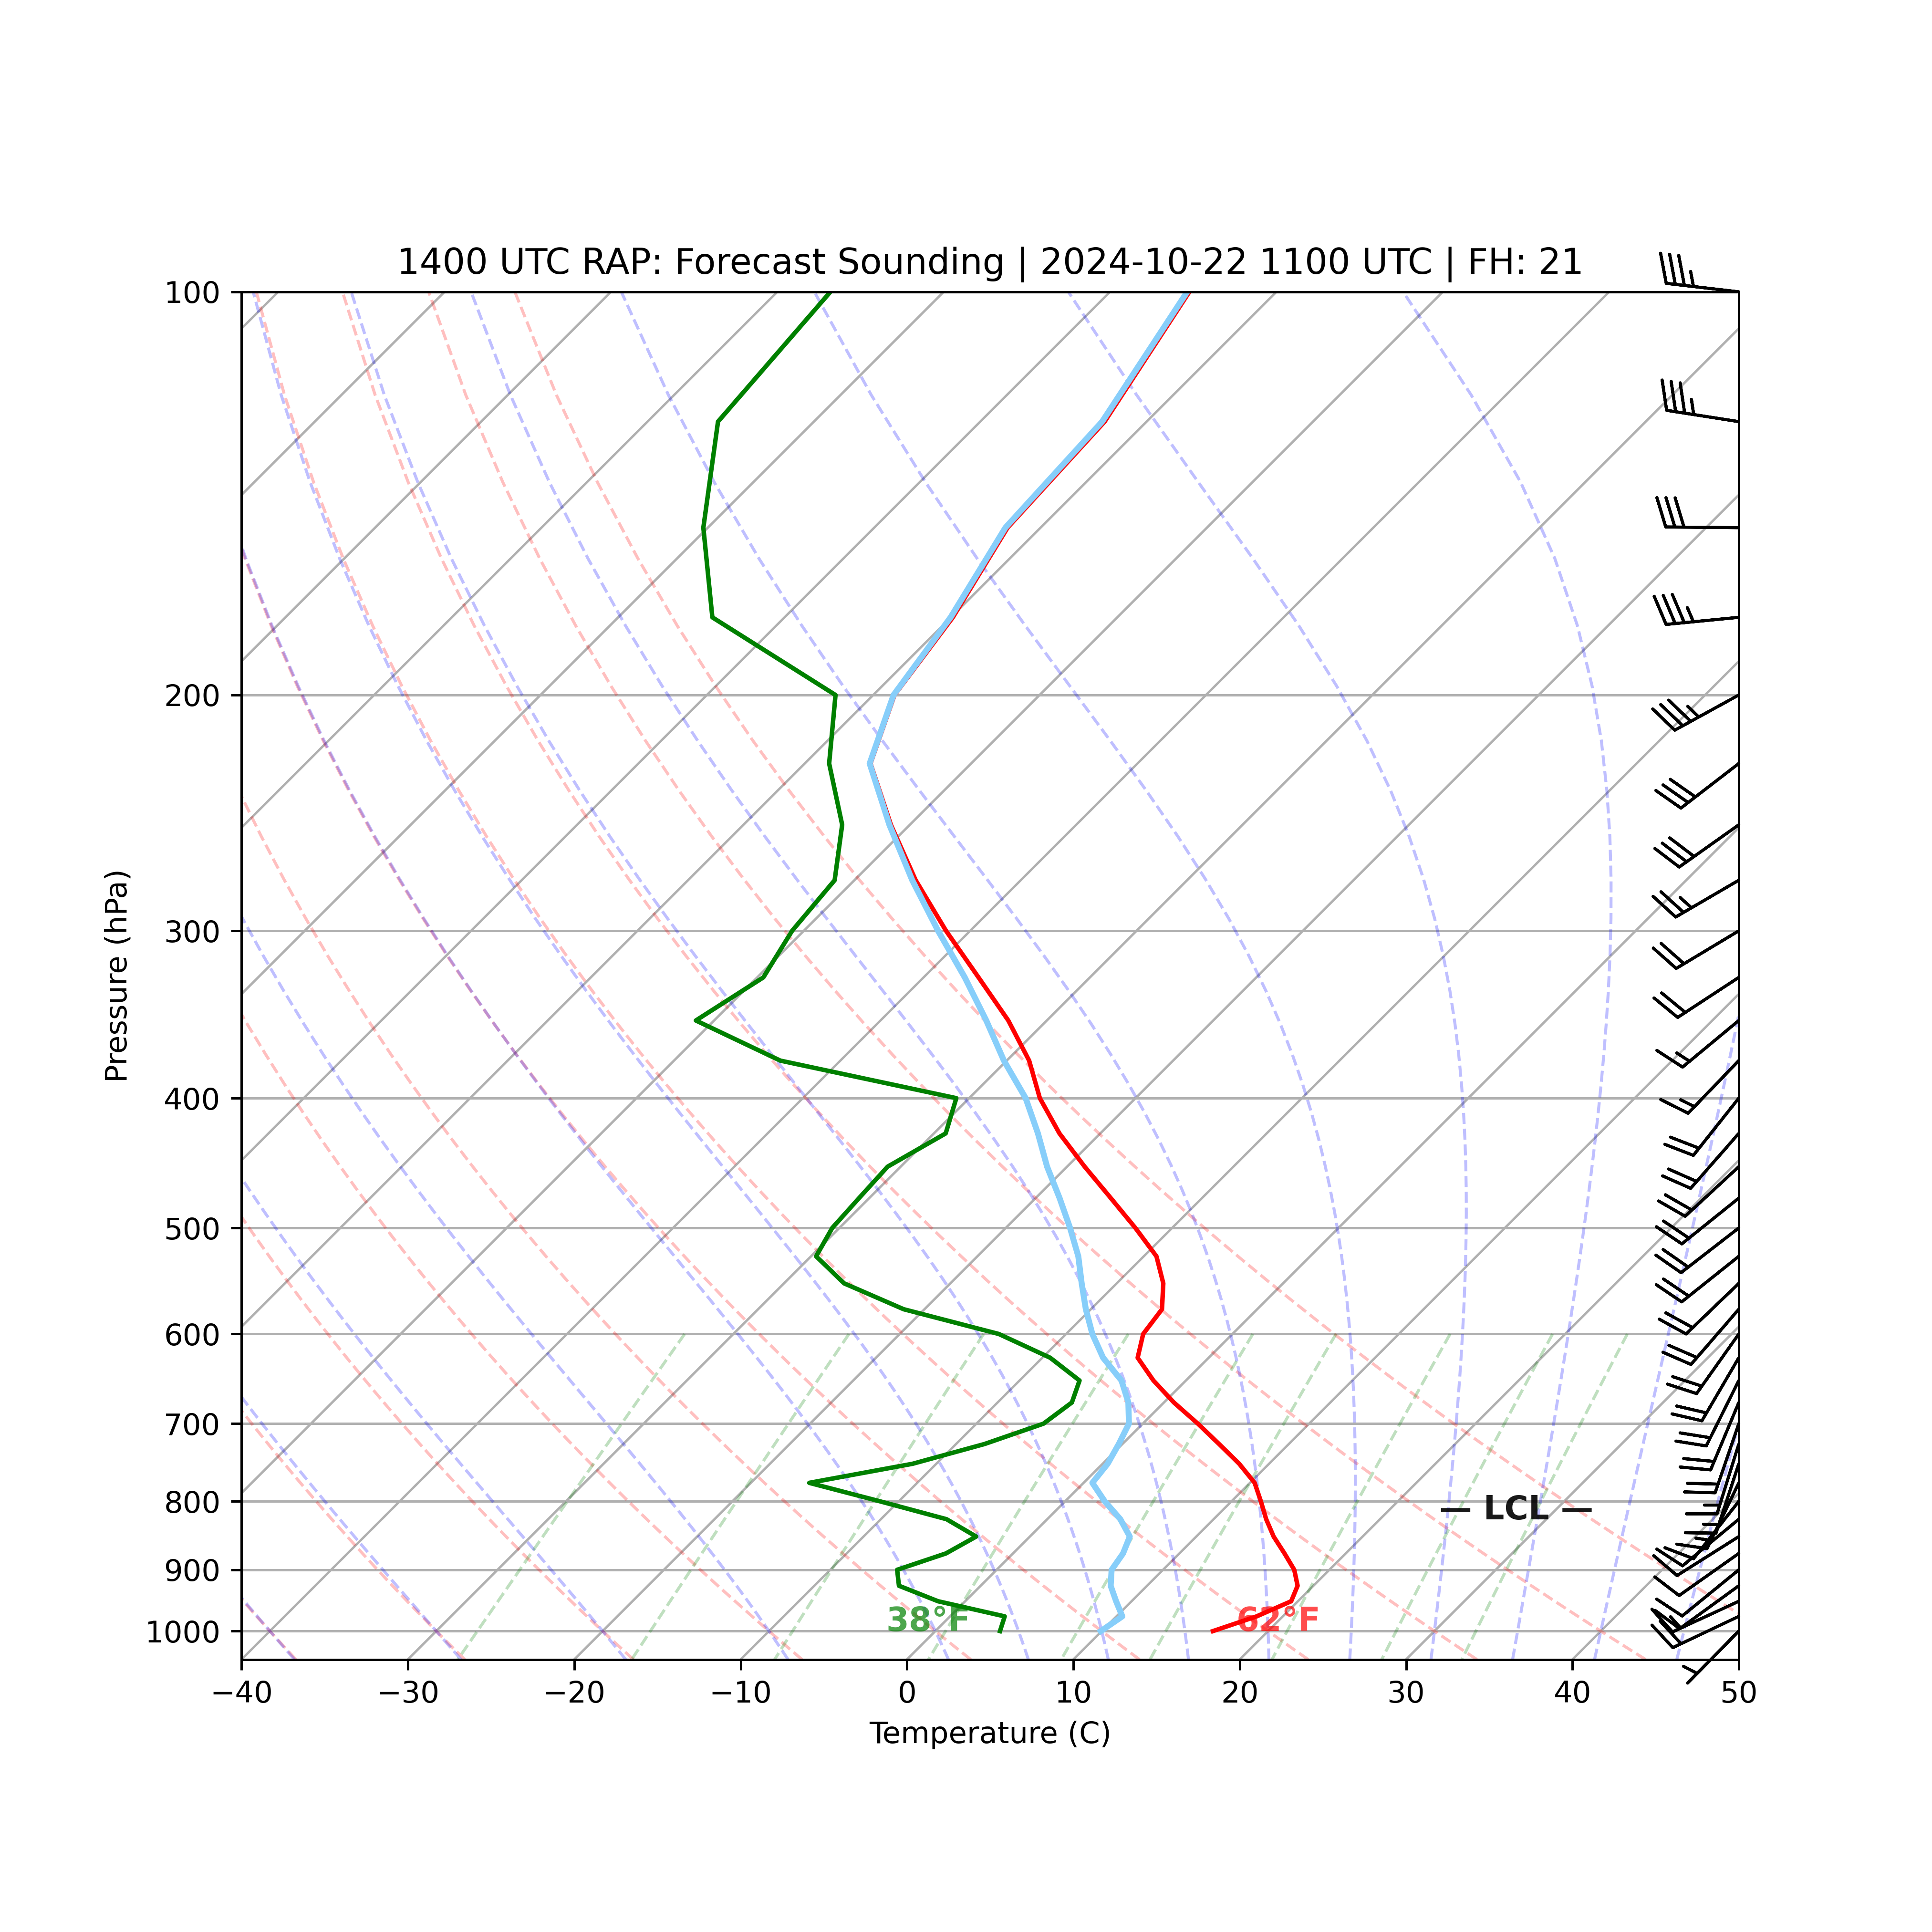 1400 UTC RAP: Forecast Sounding | 2024-10-22 1100 UTC | FH: 21
100
200
300
400
500
600
700
800
900
1000
Pressure (hPa)
— LCL —
38°F
62°F
−40 −30 −20 −10 0 10 20 30 40 50
Temperature (C)